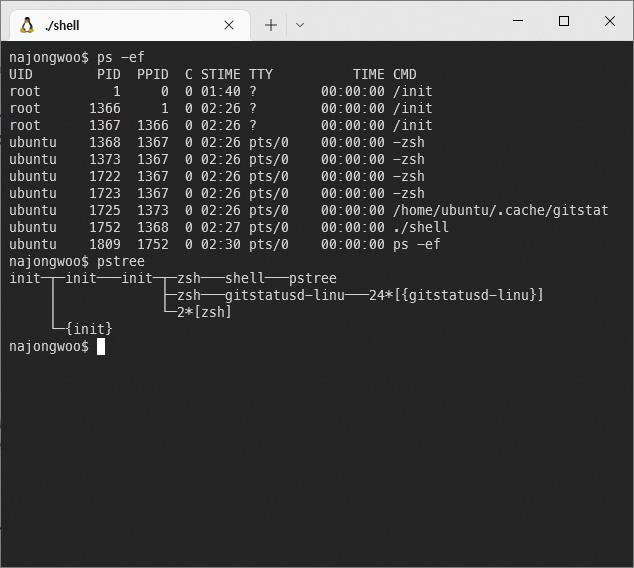 ./shell
najongwoo$ ps -ef
UID        PID  PPID  C STIME TTY          TIME CMD
root         1     0  0 01:40 ?        00:00:00 /init
root      1366     1  0 02:26 ?        00:00:00 /init
root      1367  1366  0 02:26 ?        00:00:00 /init
ubuntu    1368  1367  0 02:26 pts/0    00:00:00 -zsh
ubuntu    1373  1367  0 02:26 pts/0    00:00:00 -zsh
ubuntu    1722  1367  0 02:26 pts/0    00:00:00 -zsh
ubuntu    1723  1367  0 02:26 pts/0    00:00:00 -zsh
ubuntu    1725  1373  0 02:26 pts/0    00:00:00 /home/ubuntu/.cache/gitstat
ubuntu    1752  1368  0 02:27 pts/0    00:00:00 ./shell
ubuntu    1809  1752  0 02:30 pts/0    00:00:00 ps -ef
najongwoo$ pstree
init─┬─init───init─┬─zsh───shell───pstree
     │             ├─zsh───gitstatusd-linu───24*[{gitstatusd-linu}]
     │             └─2*[zsh]
     └─{init}
najongwoo$